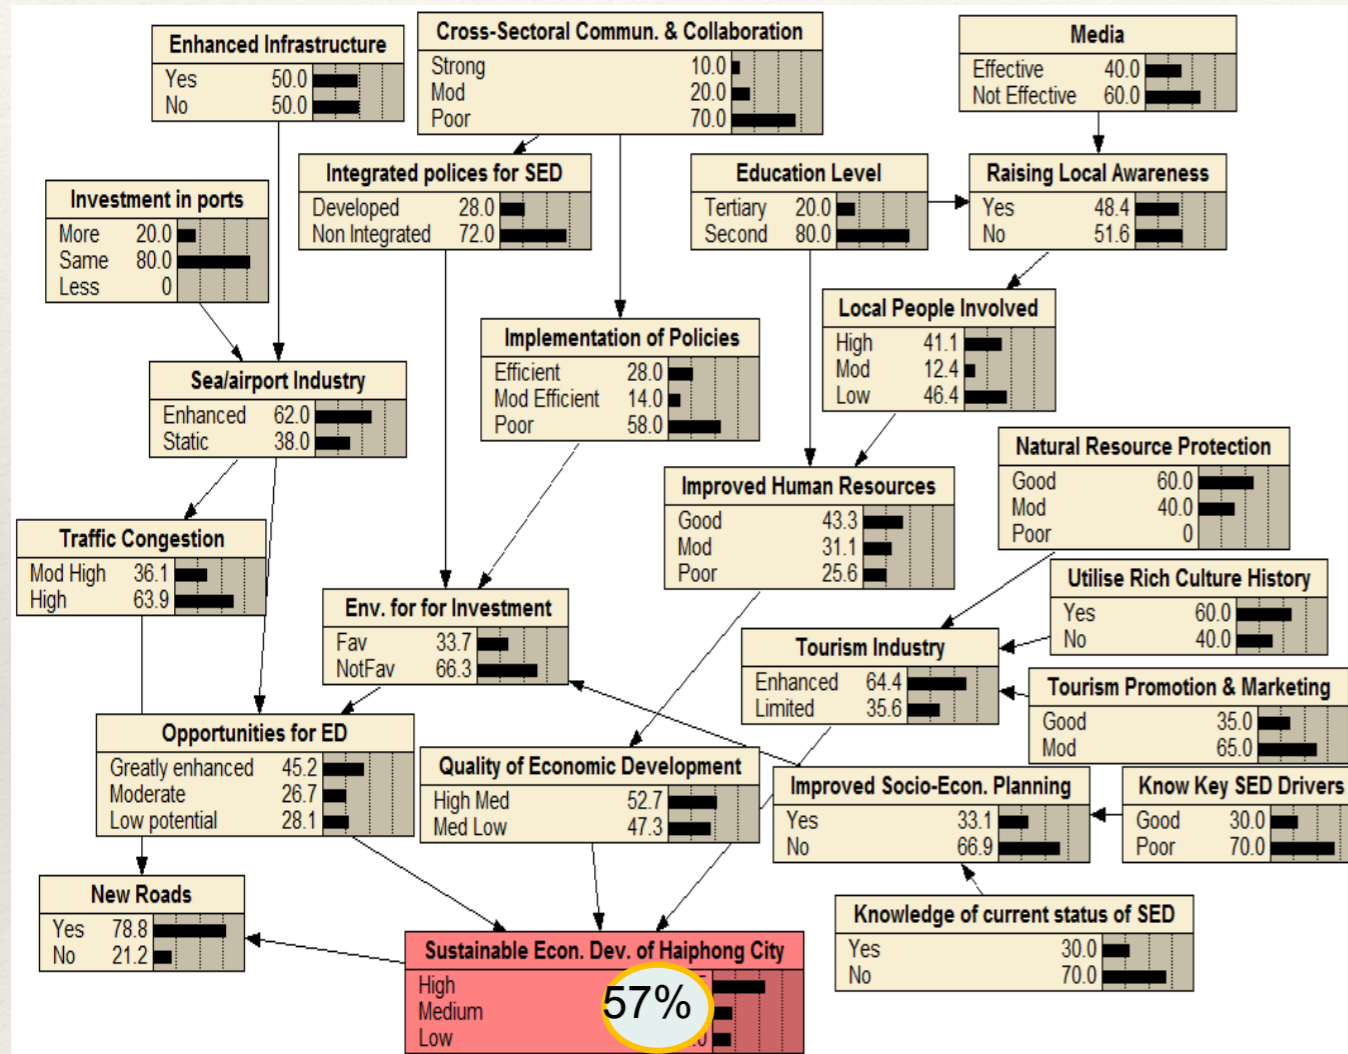 Enhanced Infrastructure
Yes 50.0
No 50.0
Cross-Sectoral Commun. & Collaboration
Strong 10.0
Mod 20.0
Poor 70.0
Media
Effective 40.0
Not Effective 60.0
Investment in ports
More 20.0
Same 80.0
Less 0
Integrated polices for SED
Developed 28.0
Non Integrated 72.0
Education Level
Tertiary 20.0
Second 80.0
Raising Local Awareness
Yes 48.4
No 51.6
Local People Involved
High 41.1
Mod 12.4
Low 46.4
Implementation of Policies
Efficient 28.0
Mod Efficient 14.0
Poor 58.0
Sea/airport Industry
Enhanced 62.0
Static 38.0
Natural Resource Protection
Good 60.0
Mod 40.0
Poor 0
Improved Human Resources
Good 43.3
Mod 31.1
Poor 25.6
Traffic Congestion
Mod High 36.1
High 63.9
Utilise Rich Culture History
Yes 60.0
No 40.0
Env. for for Investment
Fav 33.7
NotFav 66.3
Tourism Industry
Enhanced 64.4
Limited 35.6
Tourism Promotion & Marketing
Good 35.0
Mod 65.0
Opportunities for ED
Greatly enhanced 45.2
Moderate 26.7
Low potential 28.1
Quality of Economic Development
High Med 52.7
Med Low 47.3
Improved Socio-Econ. Planning
Yes 33.1
No 66.9
Know Key SED Drivers
Good 30.0
Poor 70.0
New Roads
Yes 78.8
No 21.2
Knowledge of current status of SED
Yes 30.0
No 70.0
Sustainable Econ. Dev. of Haiphong City
High
Medium
Low
57%